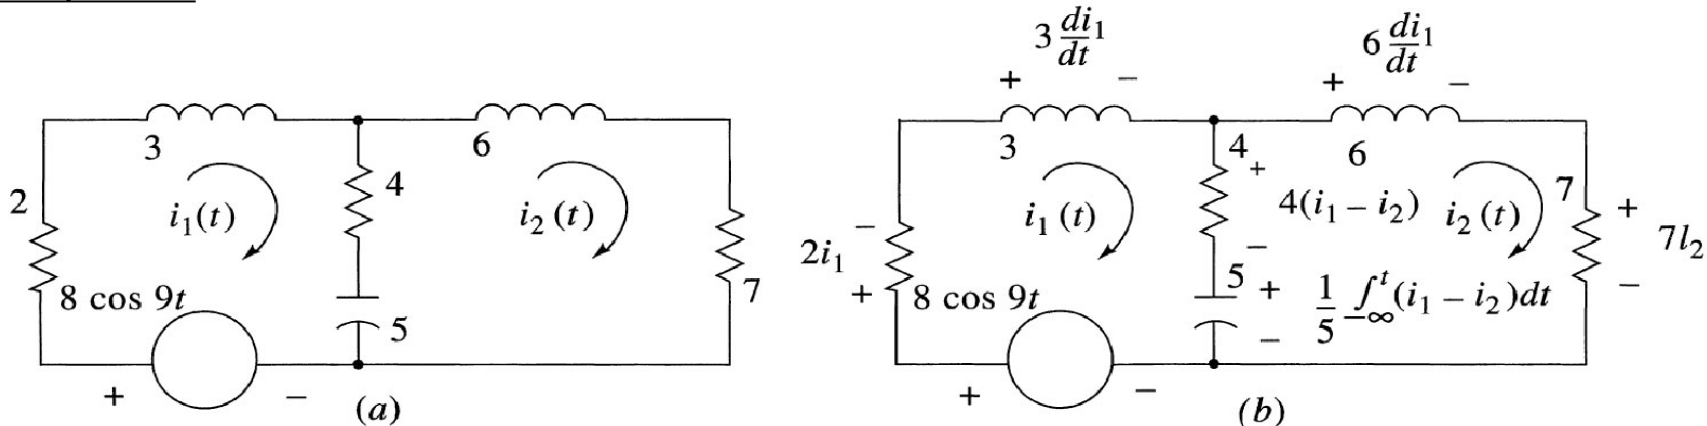 3
6
2
4
i₁(t)
i₂(t)
8 cos 9t
7
5
+
−
(a)
3 di₁/dt
+ −
6 di₁/dt
+ −
3
4
6
+
7
−
2i₁
+
i₁(t)
4(i₁ − i₂)
i₂(t)
+
7l₂
−
−
8 cos 9t
5
+
1/5 ∫_{−∞}^{t} (i₁ − i₂)dt
−
+
−
(b)